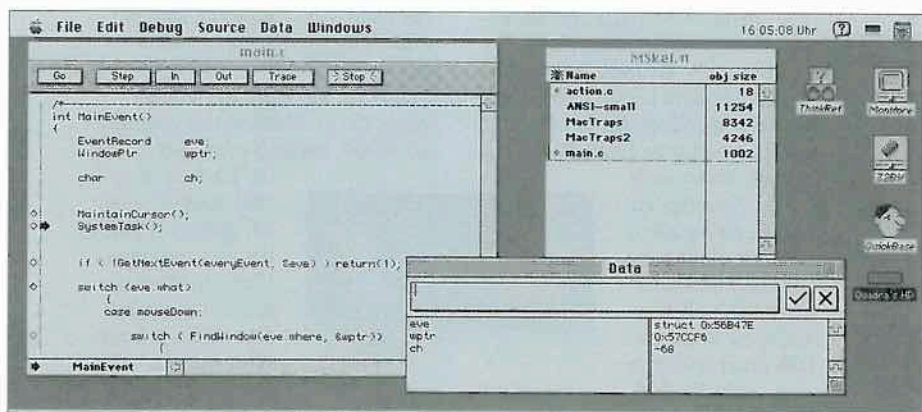 File Edit Debug Source Data Windows
16:05:08 Uhr
main.c
Go Step In Out Trace Stop
/*
int MainEvent()
{
EventRecord eve;
WindowPtr wptr;
char ch;
MaintainCursor();
SystemTask();
if ( !GetNextEvent(everyEvent, &eve) ) return(1);
switch (eve.what)
{
case mouseDown:
switch ( FindWindow(eve.where, &wptr))
{
MainEvent
MSkel.π
Name obj size
action.c 18
ANSI-small 11254
MacTraps 8342
MacTraps2 4246
main.c 1002
ThinkRef
Monitore
QuickBase
Quadra's HD
Data
eve struct 0x56B47E
wptr 0x57CCF6
ch -68